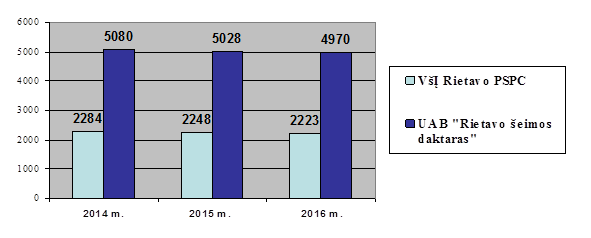 6000
5000
4000
3000
2000
1000
0
5080
5028
4970
2284
2248
2223
2014 m.
2015 m.
2016 m.
VšĮ Rietavo PSPC
UAB "Rietavo šeimos
daktaras"